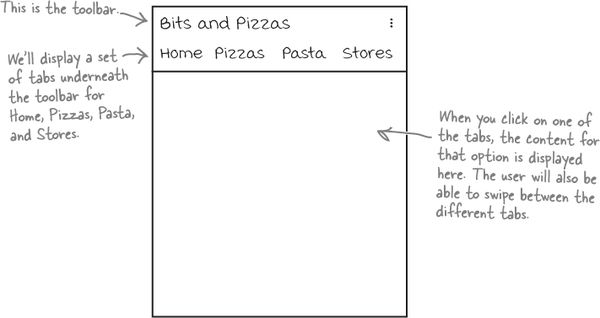 This is the toolbar.
Bits and Pizzas
Home Pizzas Pasta Stores
We'll display a set
of tabs underneath
the toolbar for
Home, Pizzas, Pasta,
and Stores.
When you click on one of
the tabs, the content for
that option is displayed
here. The user will also be
able to swipe between the
different tabs.